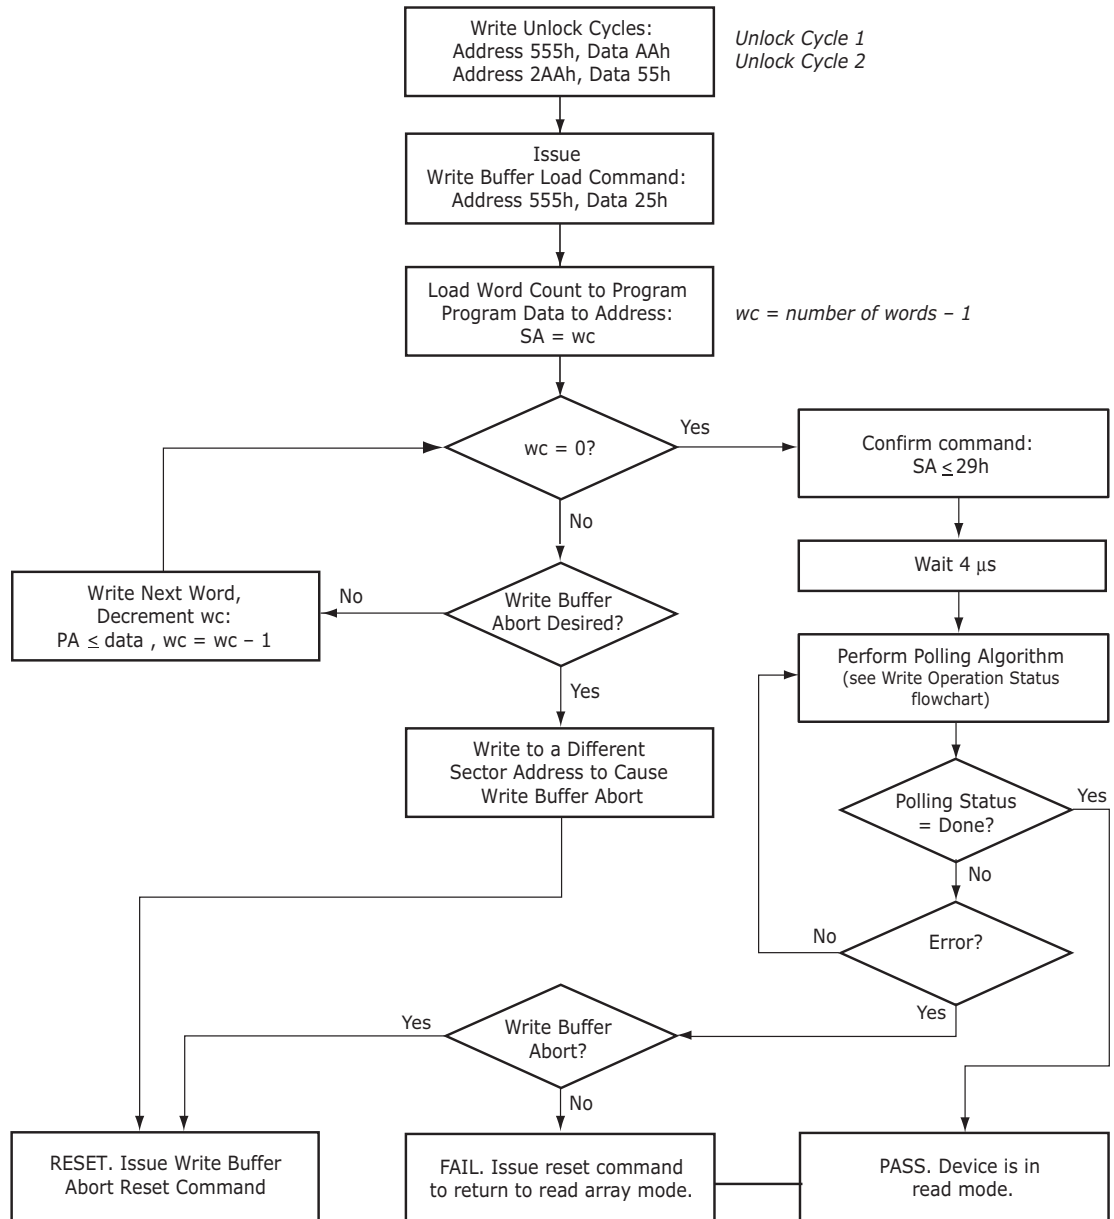 Write Unlock Cycles:
Address 555h, Data AAh
Address 2AAh, Data 55h
Unlock Cycle 1
Unlock Cycle 2
Issue
Write Buffer Load Command:
Address 555h, Data 25h
Load Word Count to Program
Program Data to Address:
SA = wc
wc = number of words – 1
wc = 0?
Yes
Confirm command:
SA ≤ 29h
No
Wait 4 μs
Write Next Word,
Decrement wc:
PA ≤ data , wc = wc – 1
No
Write Buffer
Abort Desired?
Perform Polling Algorithm
(see Write Operation Status
flowchart)
Yes
Write to a Different
Sector Address to Cause
Write Buffer Abort
Polling Status
= Done?
Yes
No
No
Error?
Yes
Yes
Write Buffer
Abort?
No
RESET. Issue Write Buffer
Abort Reset Command
FAIL. Issue reset command
to return to read array mode.
PASS. Device is in
read mode.